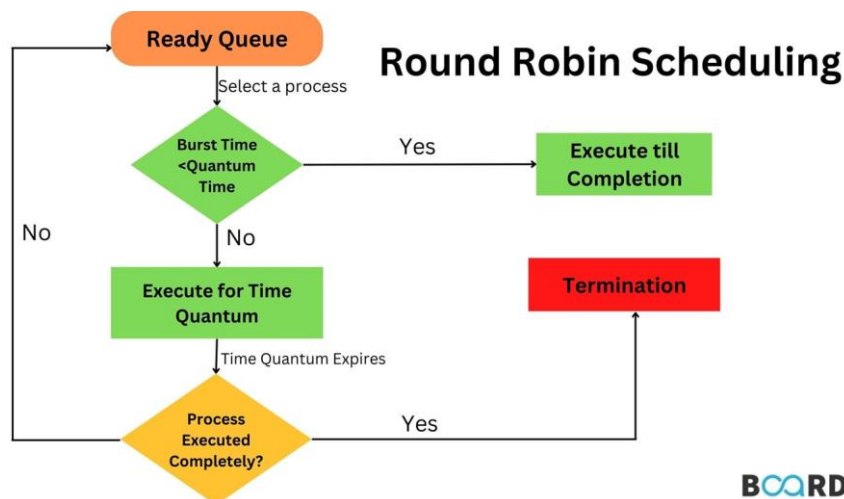 Ready Queue
Round Robin Scheduling
Select a process
Burst Time
<Quantum
Time
Yes
Execute till
Completion
No
No
Execute for Time
Quantum
Termination
Time Quantum Expires
Process
Executed
Completely?
Yes
BOARD